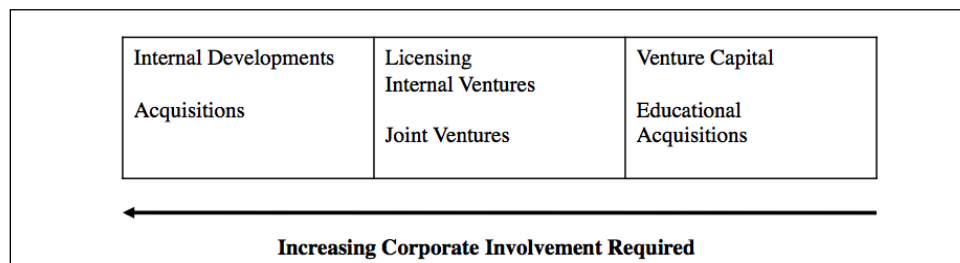 Internal Developments
Acquisitions
Licensing
Internal Ventures
Joint Ventures
Venture Capital
Educational
Acquisitions
Increasing Corporate Involvement Required